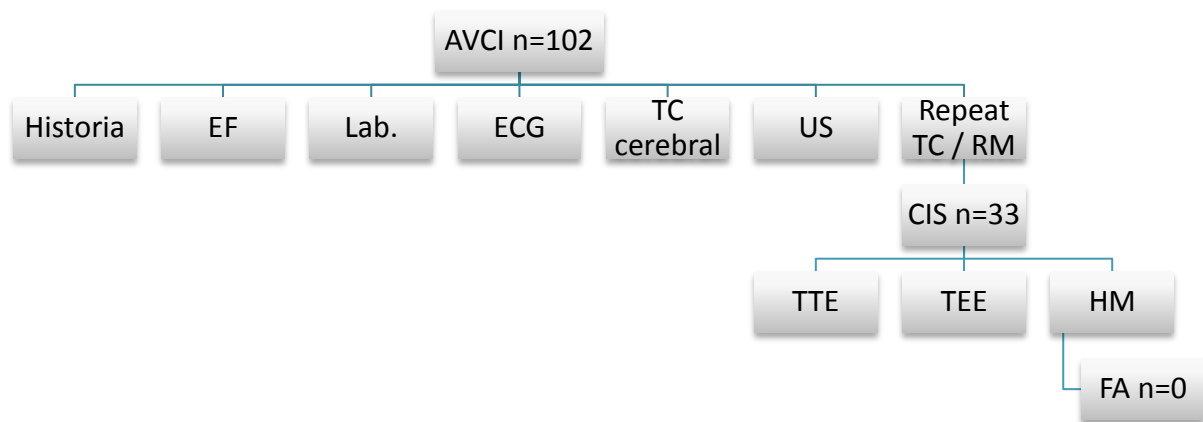 AVCI n=102
Historia
EF
Lab.
ECG
TC
cerebral
US
Repeat
TC / RM
CIS n=33
TTE
TEE
HM
FA n=0